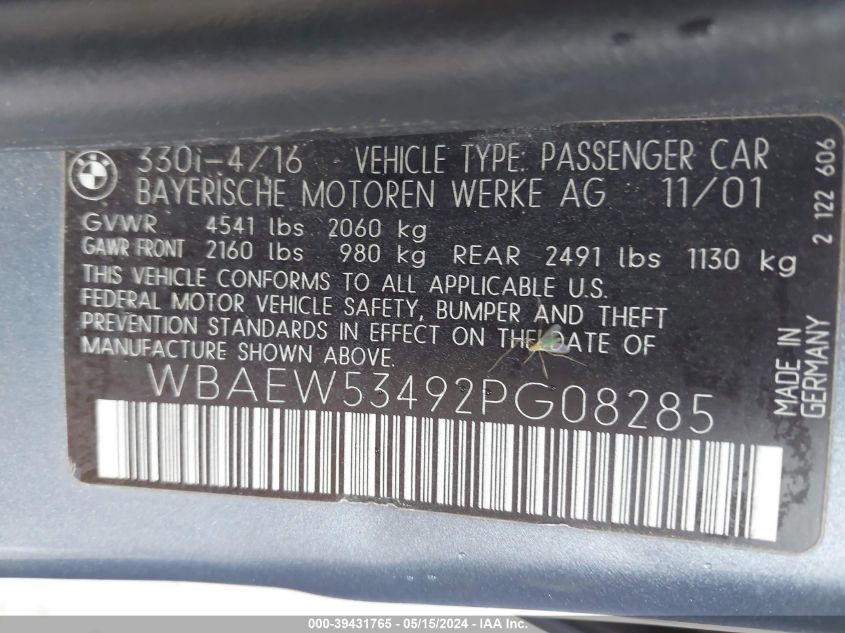 BMW
330i-4/16 VEHICLE TYPE: PASSENGER CAR
BAYERISCHE MOTOREN WERKE AG 11/01
GVWR 4541 lbs 2060 kg
GAWR FRONT 2160 lbs 980 kg REAR 2491 lbs 1130 kg
THIS VEHICLE CONFORMS TO ALL APPLICABLE U.S.
FEDERAL MOTOR VEHICLE SAFETY, BUMPER AND THEFT
PREVENTION STANDARDS IN EFFECT ON THE DATE OF
MANUFACTURE SHOWN ABOVE.
WBAEW53492PG08285
MADE IN
GERMANY
2 122 606
000-39431765 - 05/15/2024 - IAA Inc.